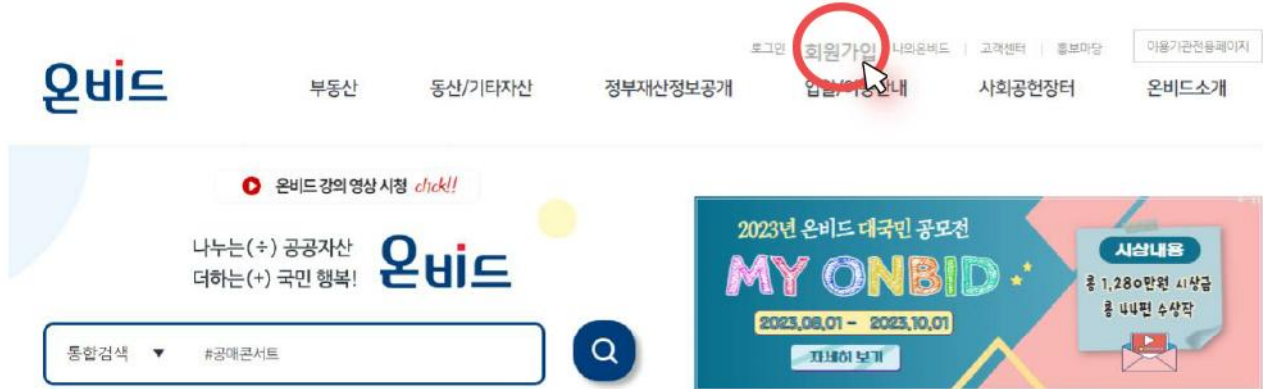 로그인 회원가입 나의온비드 | 고객센터 | 홍보마당 이용기관전용페이지
온비드 부동산 동산/기타자산 정부재산정보공개 입찰/이용안내 사회공헌장터 온비드소개
온비드 강의 영상 시청 click!!
나누는(÷) 공공자산
더하는(+) 국민 행복!
온비드
통합검색 ▼ #공매콘서트
2023년 온비드 대국민 공모전
MY ONBID
2023.08.01 - 2023.10.01
자세히 보기
시상내용
총 1,280만원 시상금
총 44편 수상작